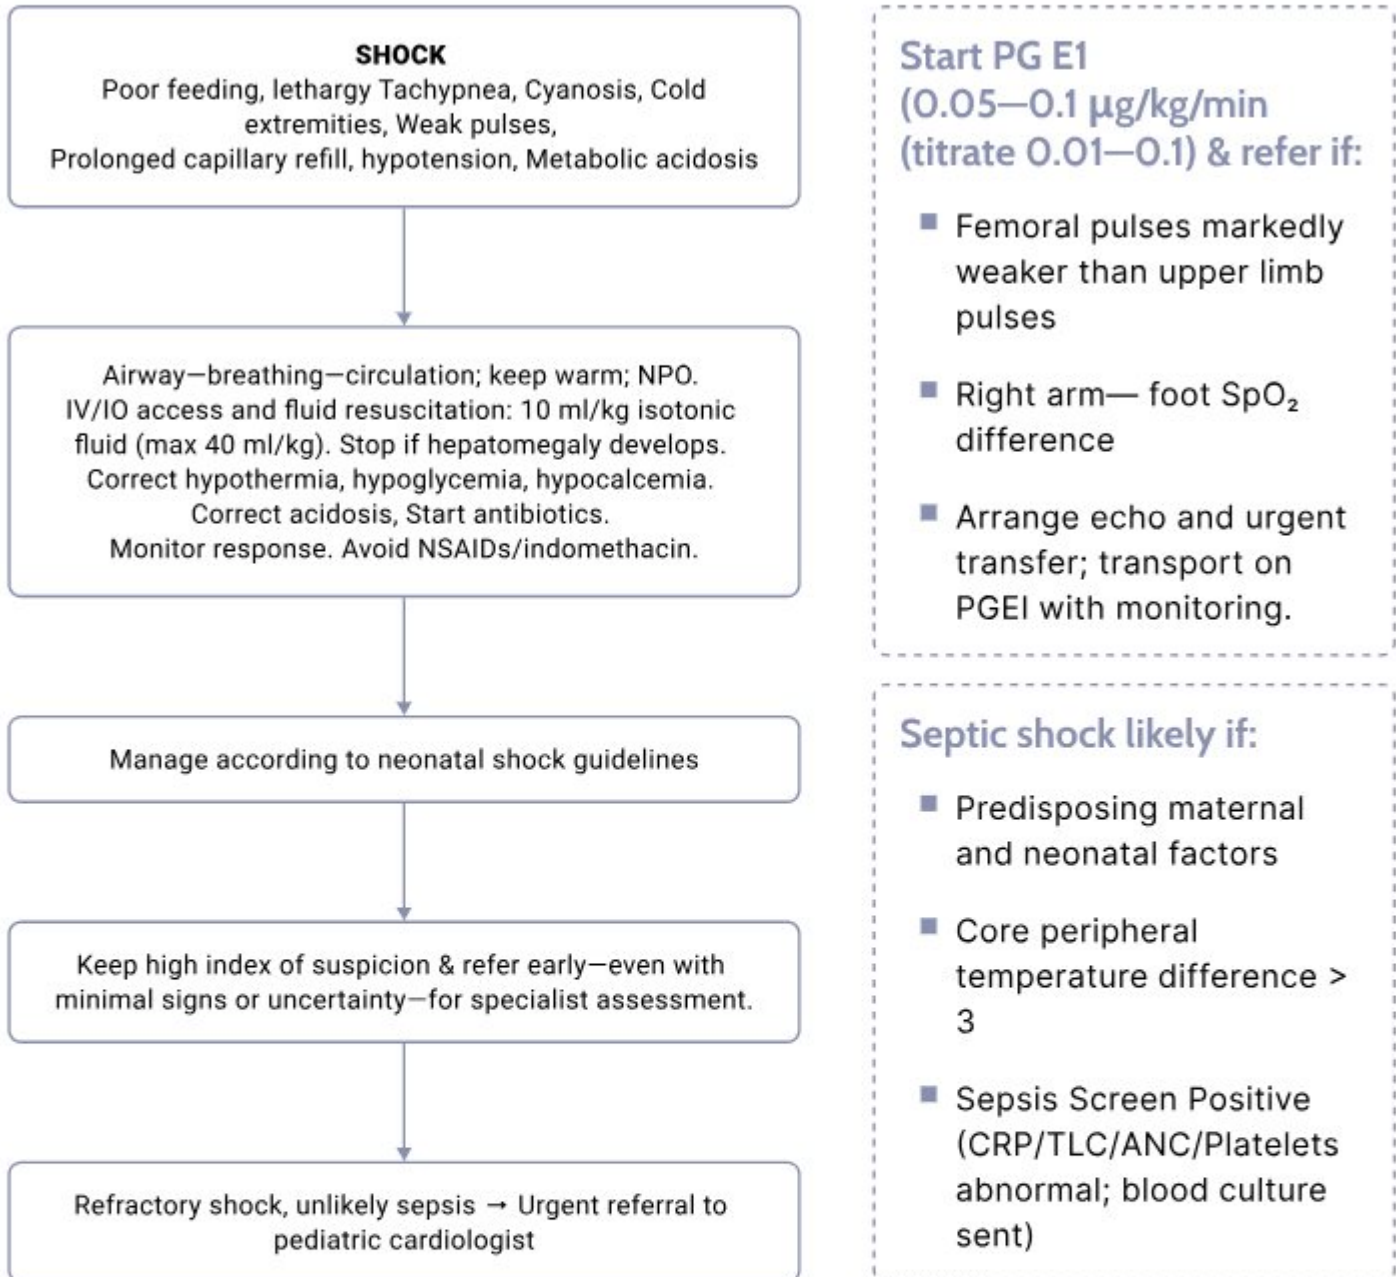 SHOCK
Poor feeding, lethargy Tachypnea, Cyanosis, Cold
extremities, Weak pulses,
Prolonged capillary refill, hypotension, Metabolic acidosis
Airway—breathing—circulation; keep warm; NPO.
IV/IO access and fluid resuscitation: 10 ml/kg isotonic
fluid (max 40 ml/kg). Stop if hepatomegaly develops.
Correct hypothermia, hypoglycemia, hypocalcemia.
Correct acidosis, Start antibiotics.
Monitor response. Avoid NSAIDs/indomethacin.
Manage according to neonatal shock guidelines
Keep high index of suspicion & refer early—even with
minimal signs or uncertainty—for specialist assessment.
Refractory shock, unlikely sepsis → Urgent referral to
pediatric cardiologist
Start PG E1
(0.05—0.1 µg/kg/min
(titrate 0.01—0.1) & refer if:
Femoral pulses markedly
weaker than upper limb
pulses
Right arm— foot SpO₂
difference
Arrange echo and urgent
transfer; transport on
PGEI with monitoring.
Septic shock likely if:
Predisposing maternal
and neonatal factors
Core peripheral
temperature difference >
3
Sepsis Screen Positive
(CRP/TLC/ANC/Platelets
abnormal; blood culture
sent)